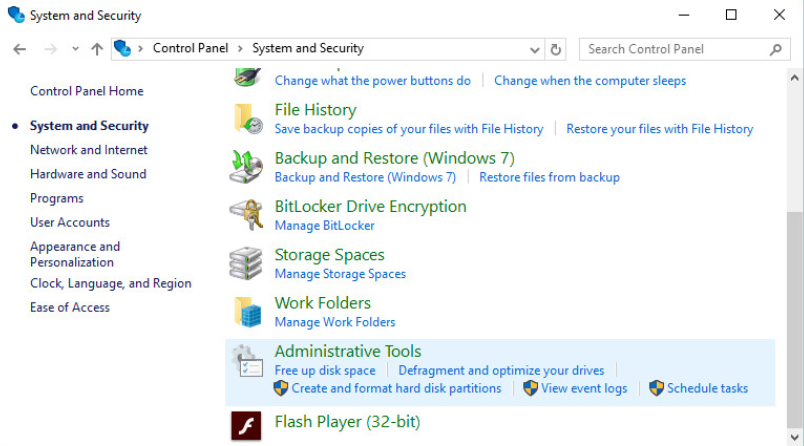 System and Security
Control Panel › System and Security
Search Control Panel
Control Panel Home
System and Security
Network and Internet
Hardware and Sound
Programs
User Accounts
Appearance and
Personalization
Clock, Language, and Region
Ease of Access
Change what the power buttons do
Change when the computer sleeps
File History
Save backup copies of your files with File History
Restore your files with File History
Backup and Restore (Windows 7)
Backup and Restore (Windows 7)
Restore files from backup
BitLocker Drive Encryption
Manage BitLocker
Storage Spaces
Manage Storage Spaces
Work Folders
Manage Work Folders
Administrative Tools
Free up disk space
Defragment and optimize your drives
Create and format hard disk partitions
View event logs
Schedule tasks
Flash Player (32-bit)